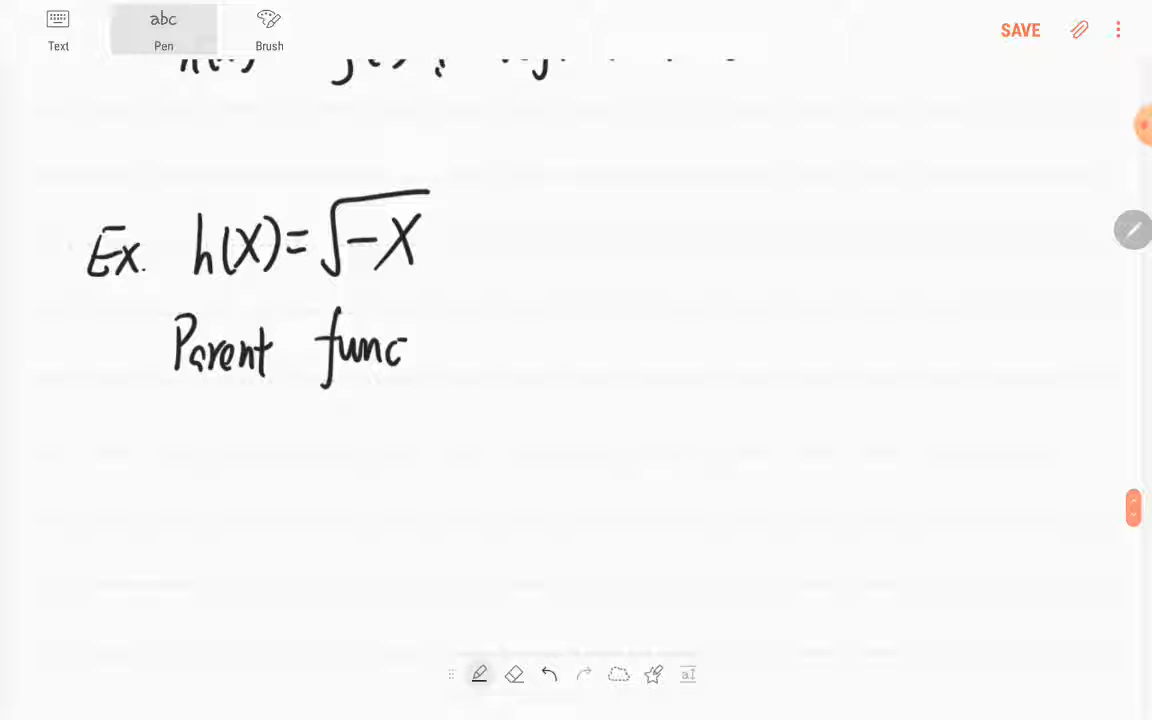 Text
abc
Pen
Brush
SAVE
Ex. h(x)=√-x
Parent func